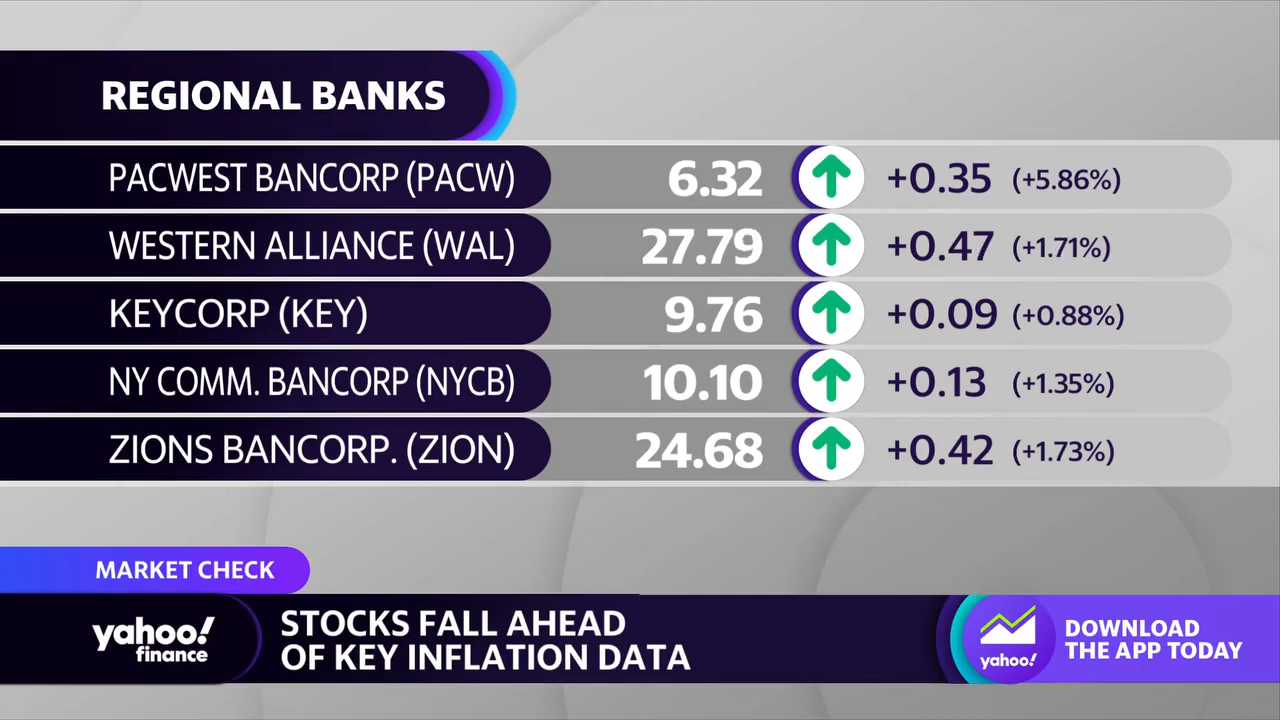 REGIONAL BANKS
PACWEST BANCORP (PACW) 6.32 +0.35 (+5.86%)
WESTERN ALLIANCE (WAL) 27.79 +0.47 (+1.71%)
KEYCORP (KEY) 9.76 +0.09 (+0.88%)
NY COMM. BANCORP (NYCB) 10.10 +0.13 (+1.35%)
ZIONS BANCORP. (ZION) 24.68 +0.42 (+1.73%)
MARKET CHECK
yahoo!
finance
STOCKS FALL AHEAD
OF KEY INFLATION DATA
yahoo!
DOWNLOAD
THE APP TODAY